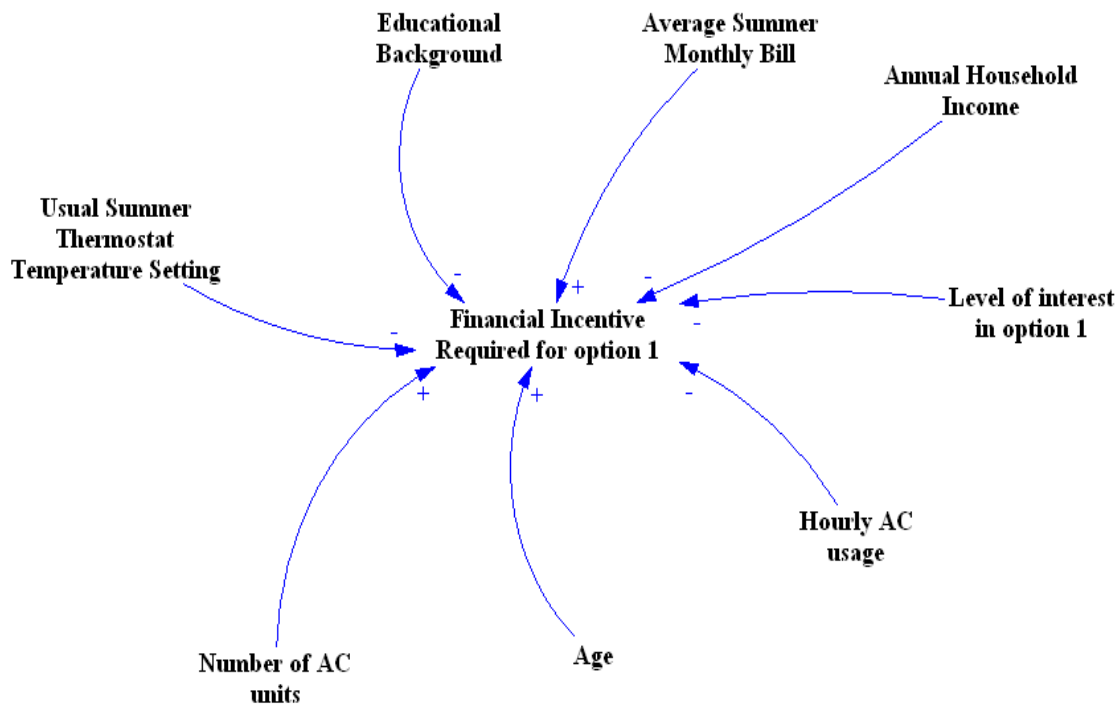 Educational
Background
Average Summer
Monthly Bill
Annual Household
Income
Usual Summer
Thermostat
Temperature Setting
-
+
-
Level of interest
in option 1
-
-
Financial Incentive
Required for option 1
+
+
-
Hourly AC
usage
Number of AC
units
Age